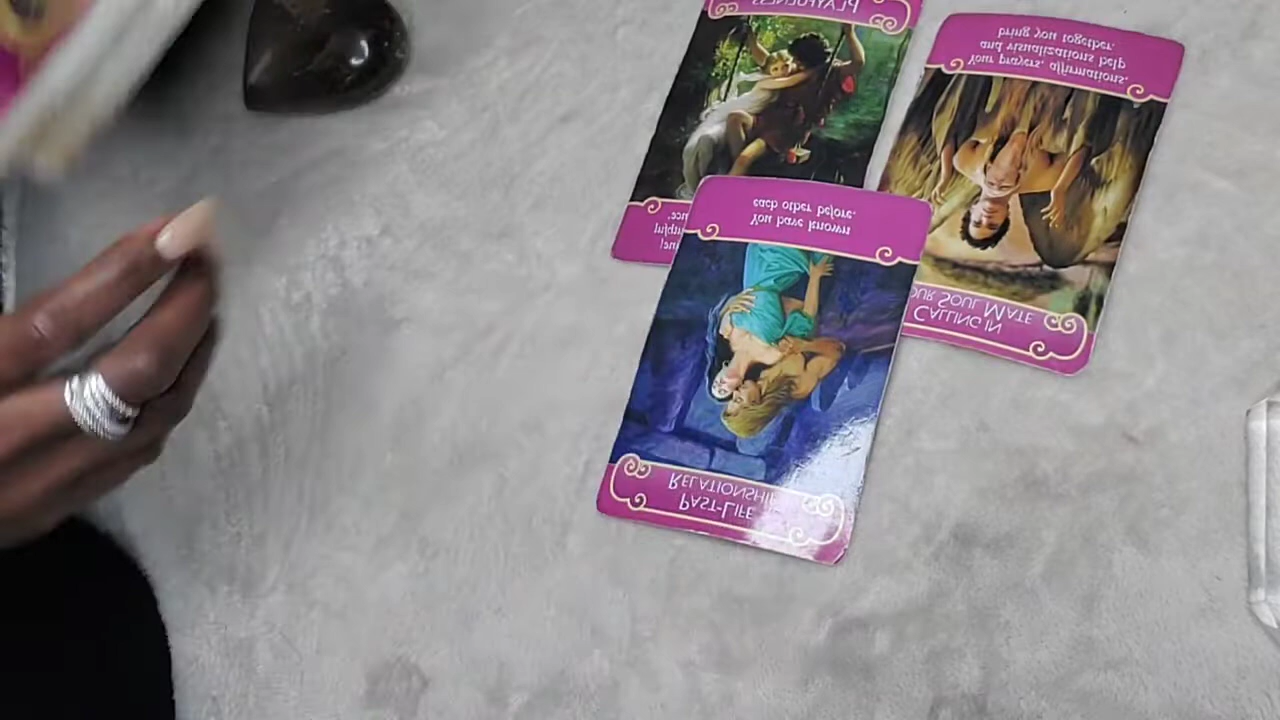 PLAYFULNESS
CALLING IN
OUR SOUL MATE
Your prayers, affirmations,
and visualizations help
bring you together.
PAST-LIFE
RELATIONSHIP
You have known
each other before.